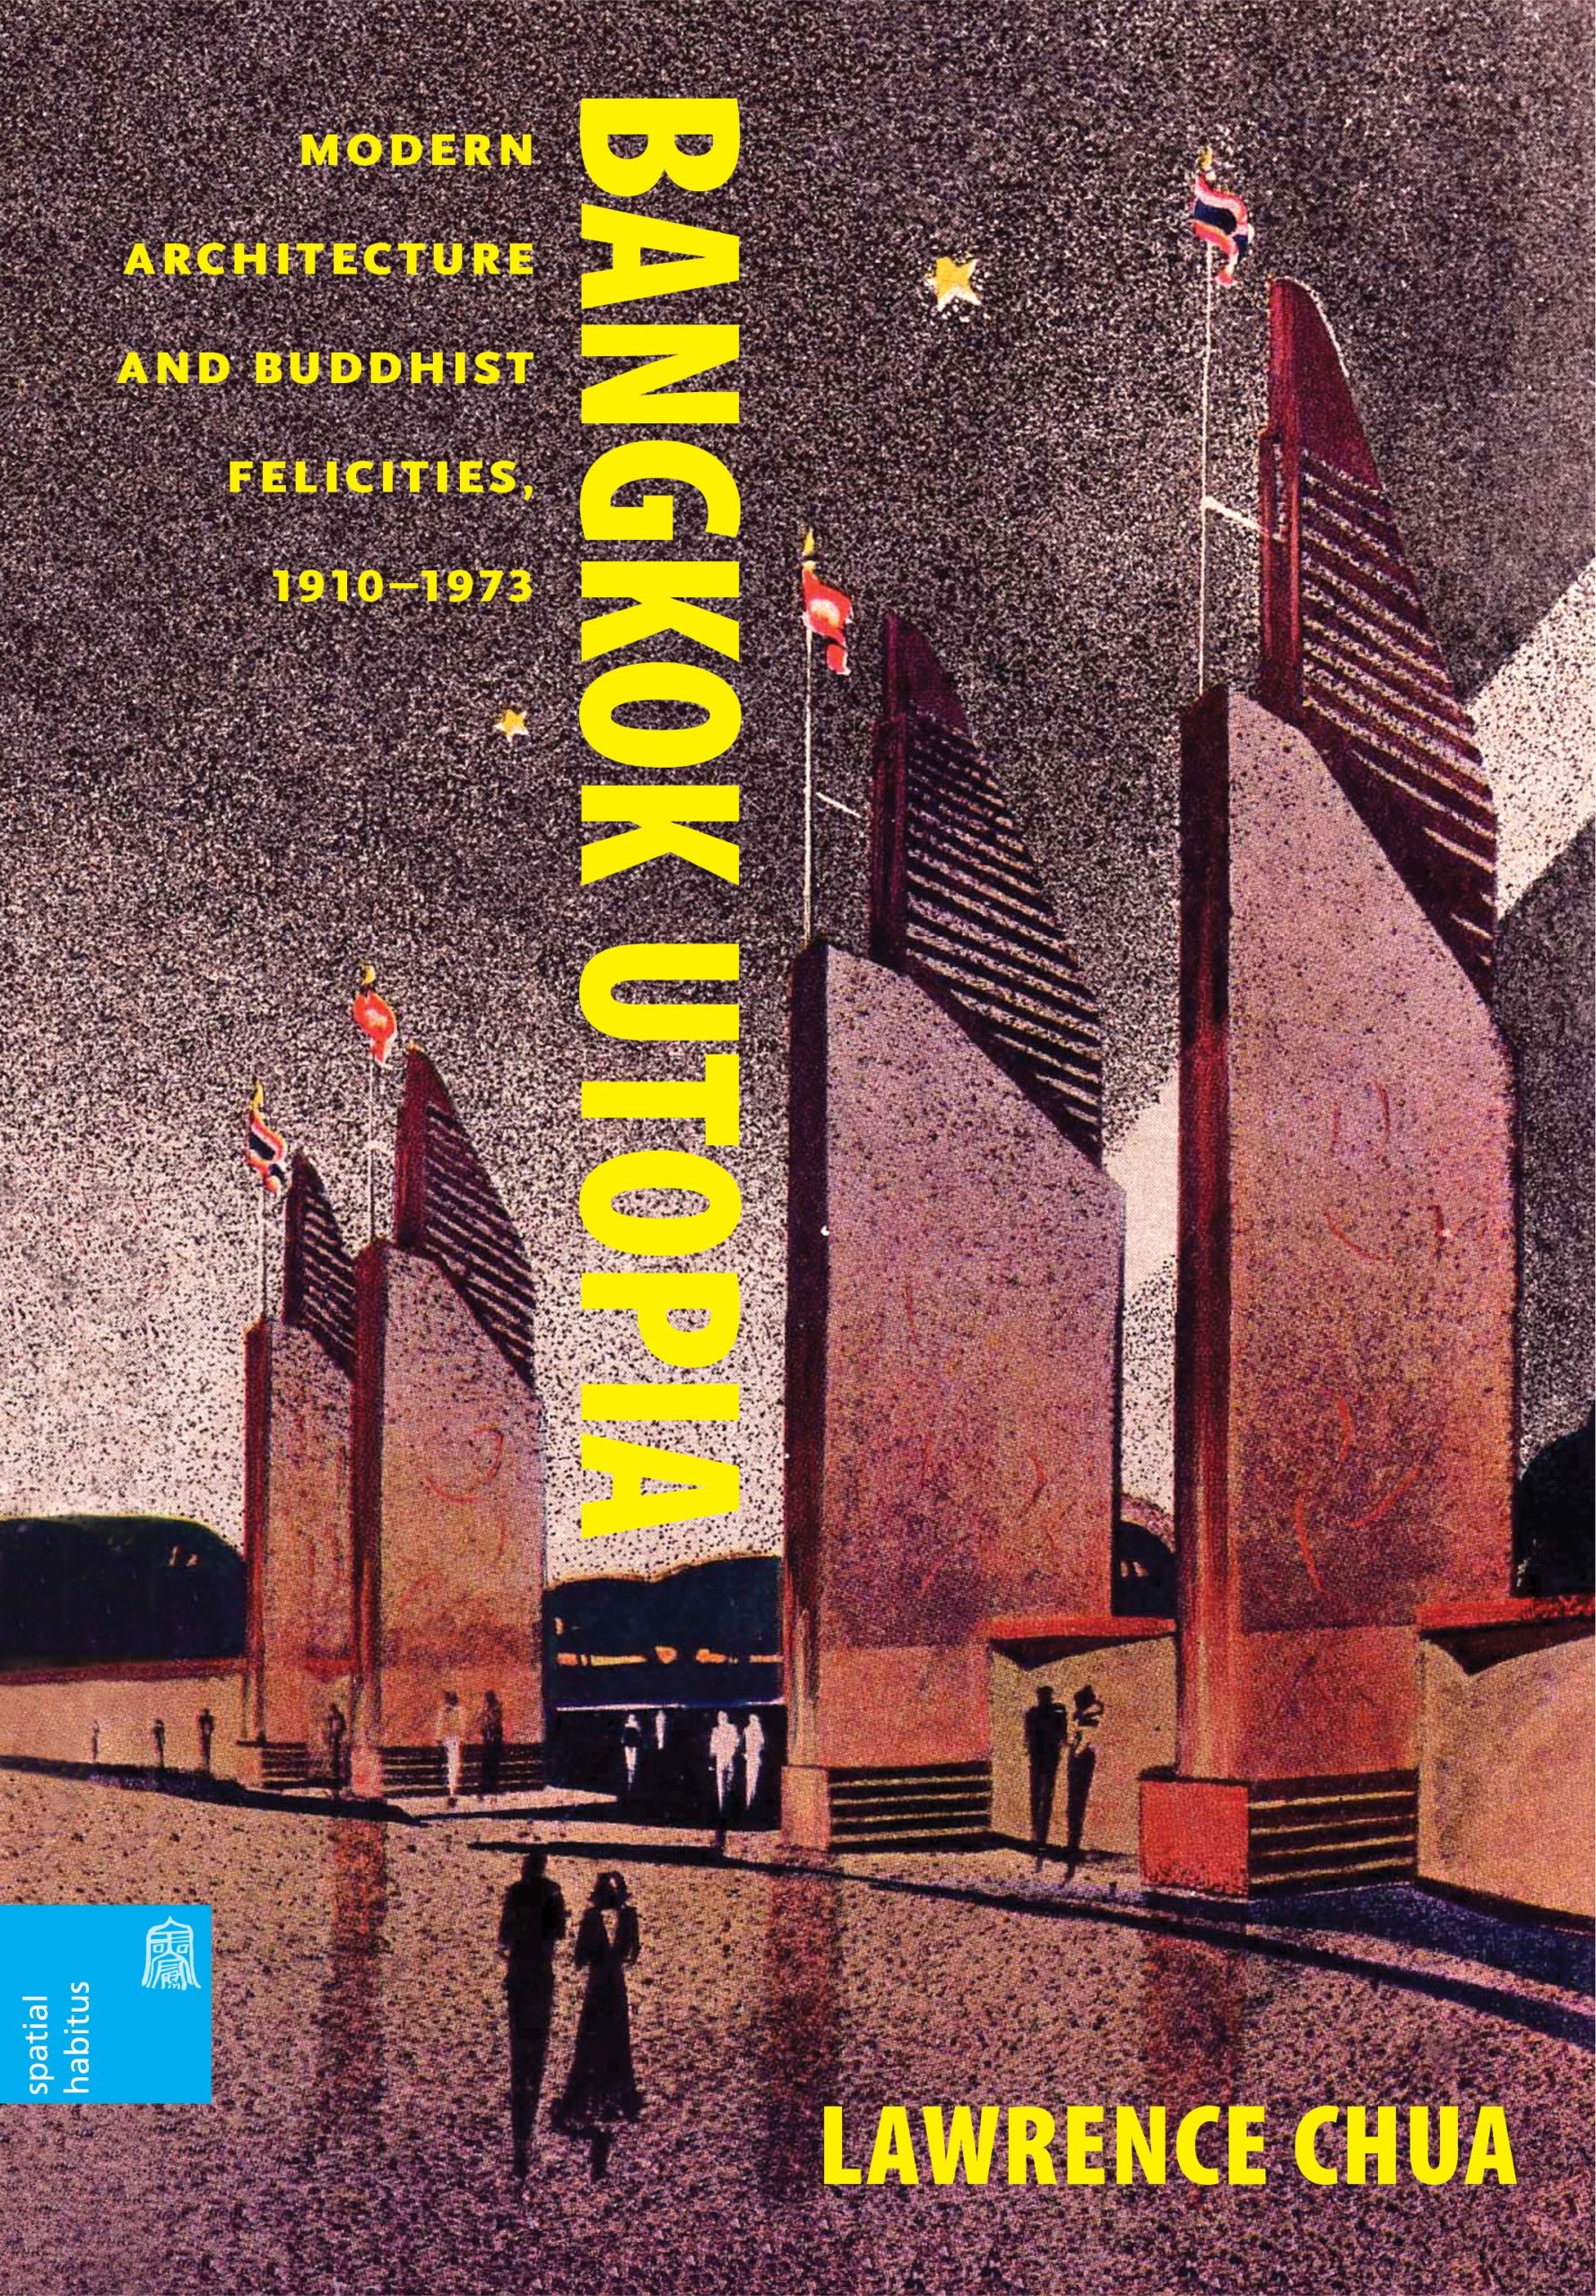 MODERN
ARCHITECTURE
AND BUDDHIST
FELICITIES,
1910–1973
BANGKOK UTOPIA
spatial
habitus
LAWRENCE CHUA